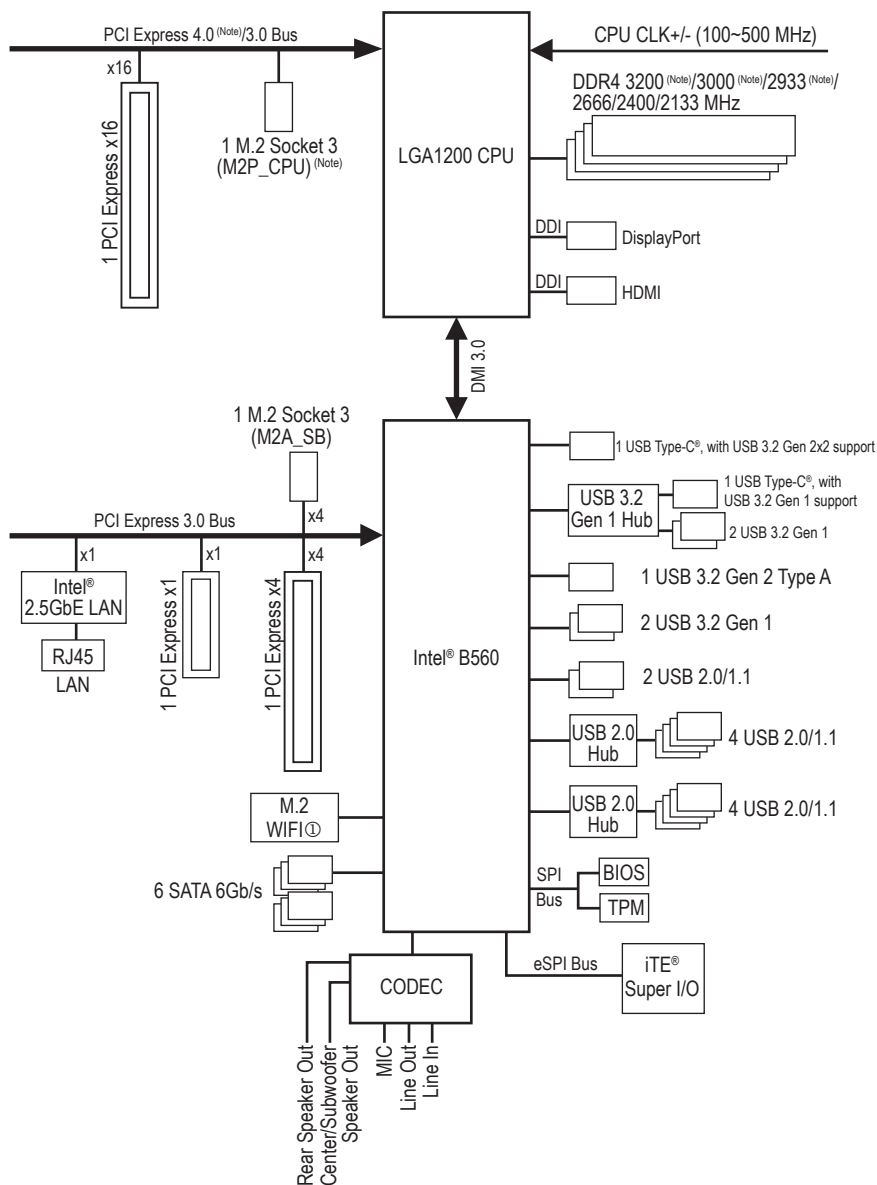 PCI Express 4.0 (Note)/3.0 Bus
CPU CLK+/- (100~500 MHz)
x16
1 PCI Express x16
1 M.2 Socket 3
(M2P_CPU) (Note)
LGA1200 CPU
DDR4 3200 (Note)/3000 (Note)/2933 (Note)/
2666/2400/2133 MHz
DDI
DisplayPort
DDI
HDMI
DMI 3.0
1 M.2 Socket 3
(M2A_SB)
x4
PCI Express 3.0 Bus
x1
x1
x4
Intel®
2.5GbE LAN
RJ45
LAN
1 PCI Express x1
1 PCI Express x4
Intel® B560
1 USB Type-C®, with USB 3.2 Gen 2x2 support
USB 3.2
Gen 1 Hub
1 USB Type-C®, with
USB 3.2 Gen 1 support
2 USB 3.2 Gen 1
1 USB 3.2 Gen 2 Type A
2 USB 3.2 Gen 1
2 USB 2.0/1.1
USB 2.0
Hub
4 USB 2.0/1.1
USB 2.0
Hub
4 USB 2.0/1.1
M.2
WIFI①
6 SATA 6Gb/s
SPI
Bus
BIOS
TPM
eSPI Bus
iTE®
Super I/O
CODEC
Rear Speaker Out
Center/Subwoofer
Speaker Out
MIC
Line Out
Line In